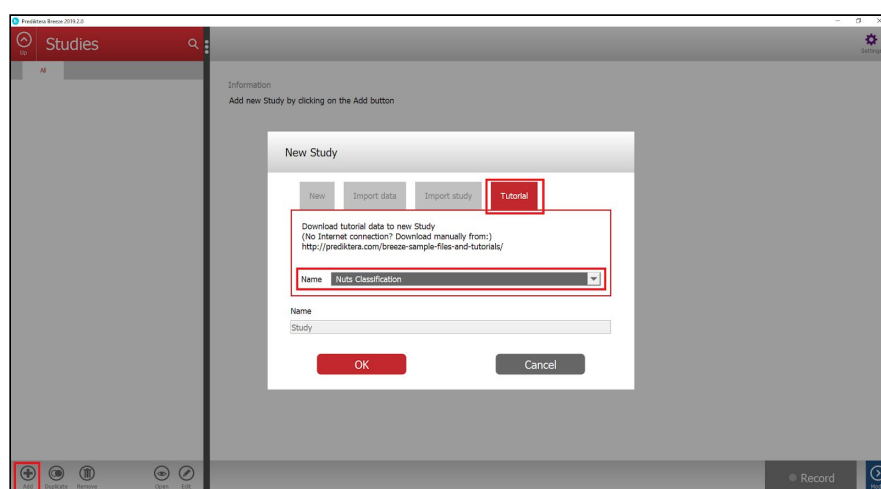 Prediktera Breeze 2019.2.0
Up
Studies
Settings
All
Information
Add new Study by clicking on the Add button
New Study
New
Import data
Import study
Tutorial
Download tutorial data to new Study
(No Internet connection? Download manually from:)
http://prediktera.com/breeze-sample-files-and-tutorials/
Name
Nuts Classification
Name
Study
OK
Cancel
Add
Duplicate
Remove
Open
Edit
Record